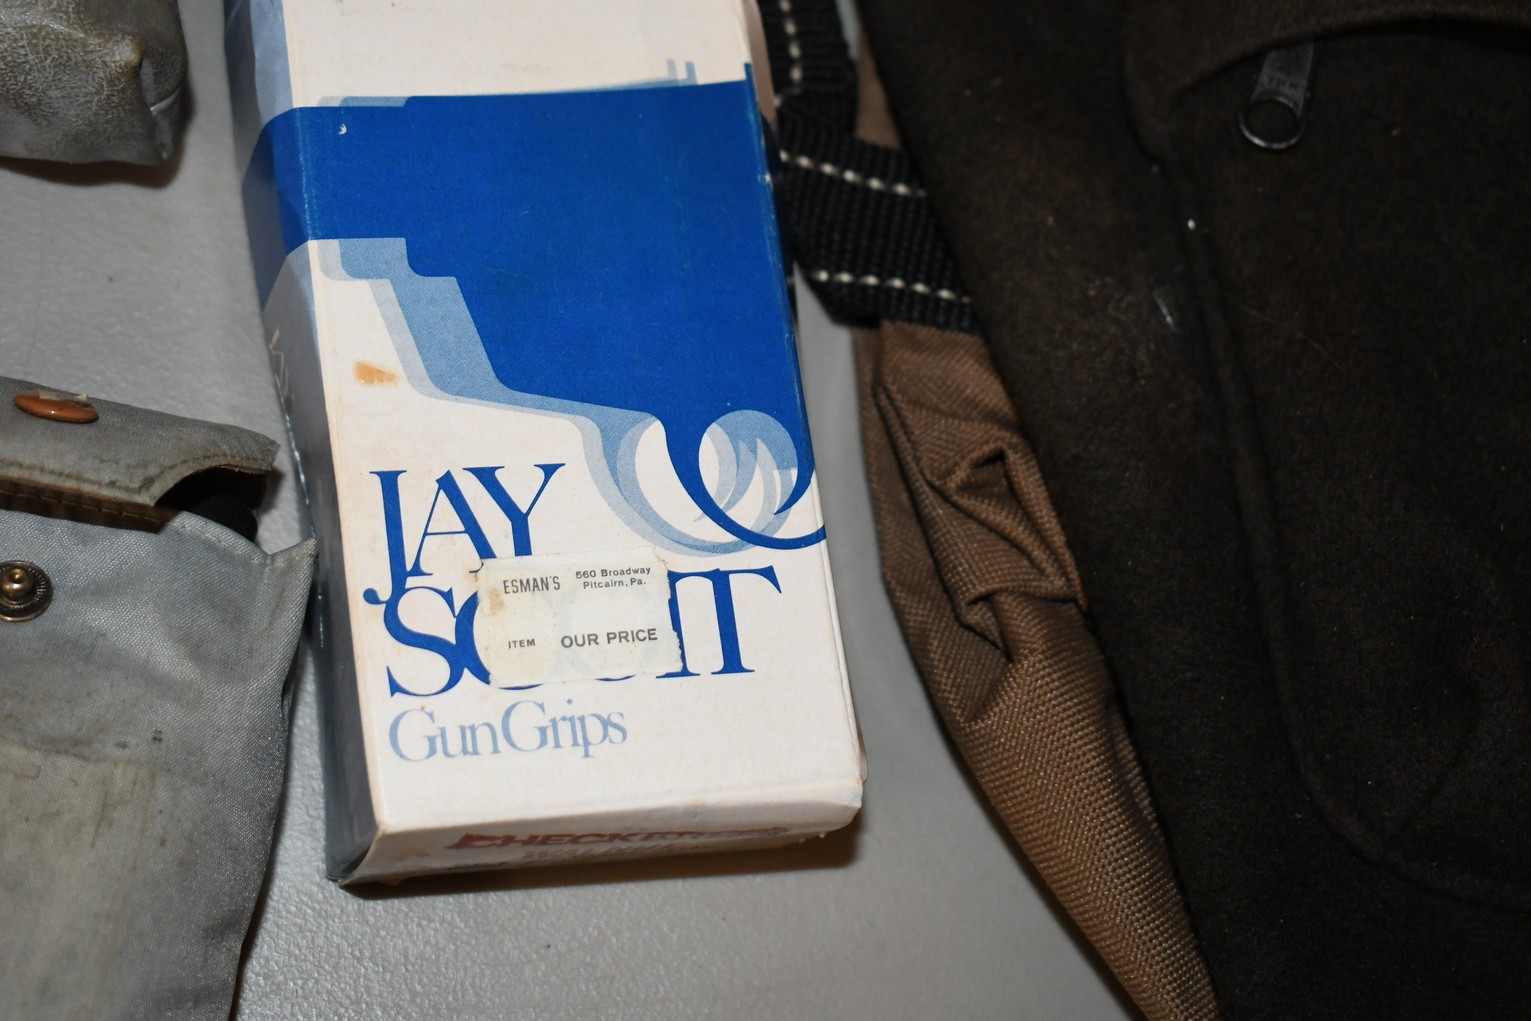 JAY
SCOTT
GunGrips
ESMAN'S 560 Broadway
Pitcairn, Pa.
ITEM OUR PRICE